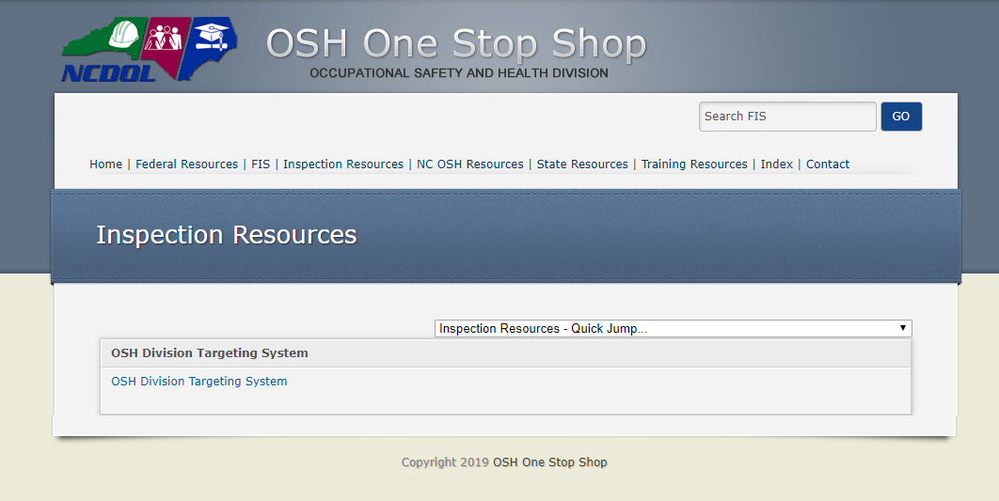 NCDOL
OSH One Stop Shop
OCCUPATIONAL SAFETY AND HEALTH DIVISION
Search FIS
GO
Home | Federal Resources | FIS | Inspection Resources | NC OSH Resources | State Resources | Training Resources | Index | Contact
Inspection Resources
Inspection Resources - Quick Jump...
OSH Division Targeting System
OSH Division Targeting System
Copyright 2019 OSH One Stop Shop